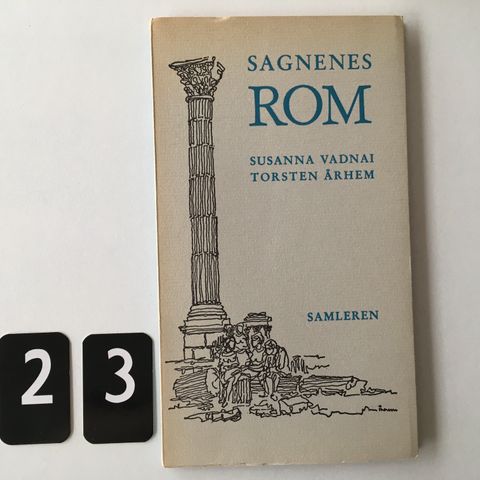 SAGNENES
ROM
SUSANNA VADNAI
TORSTEN ÅRHEM
SAMLEREN
2 3